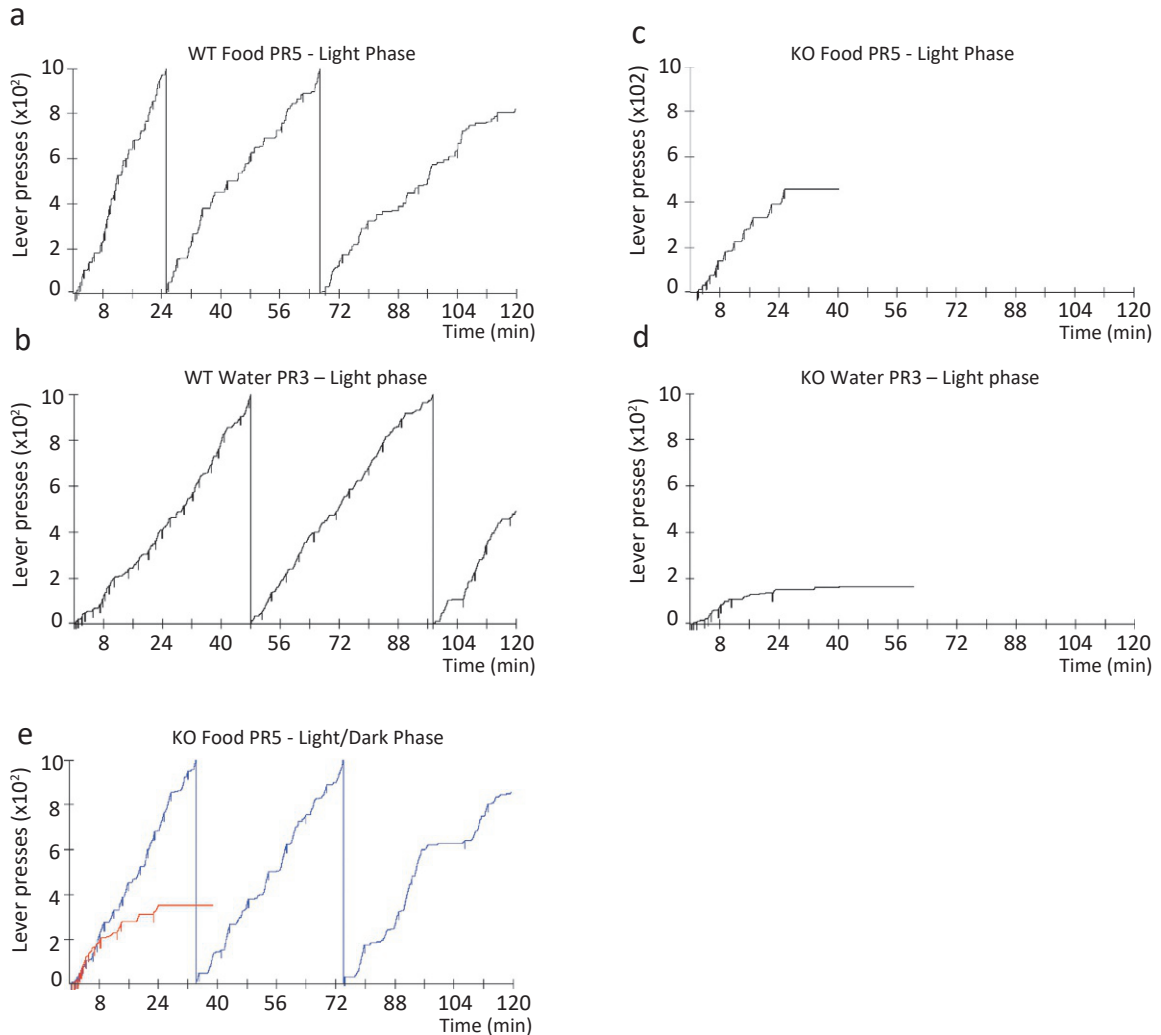 a
WT Food PR5 - Light Phase
Lever presses (x10²)
10
8
6
4
2
0
8 24 40 56 72 88 104 120
Time (min)
b
WT Water PR3 – Light phase
Lever presses (x10²)
10
8
6
4
2
0
8 24 40 56 72 88 104 120
Time (min)
c
KO Food PR5 - Light Phase
Lever presses (x102)
10
8
6
4
2
0
8 24 40 56 72 88 104 120
Time (min)
d
KO Water PR3 – Light phase
Lever presses (x10²)
10
8
6
4
2
0
8 24 40 56 72 88 104 120
Time (min)
e
KO Food PR5 - Light/Dark Phase
Lever presses (x10²)
10
8
6
4
2
0
8 24 40 56 72 88 104 120
Time (min)